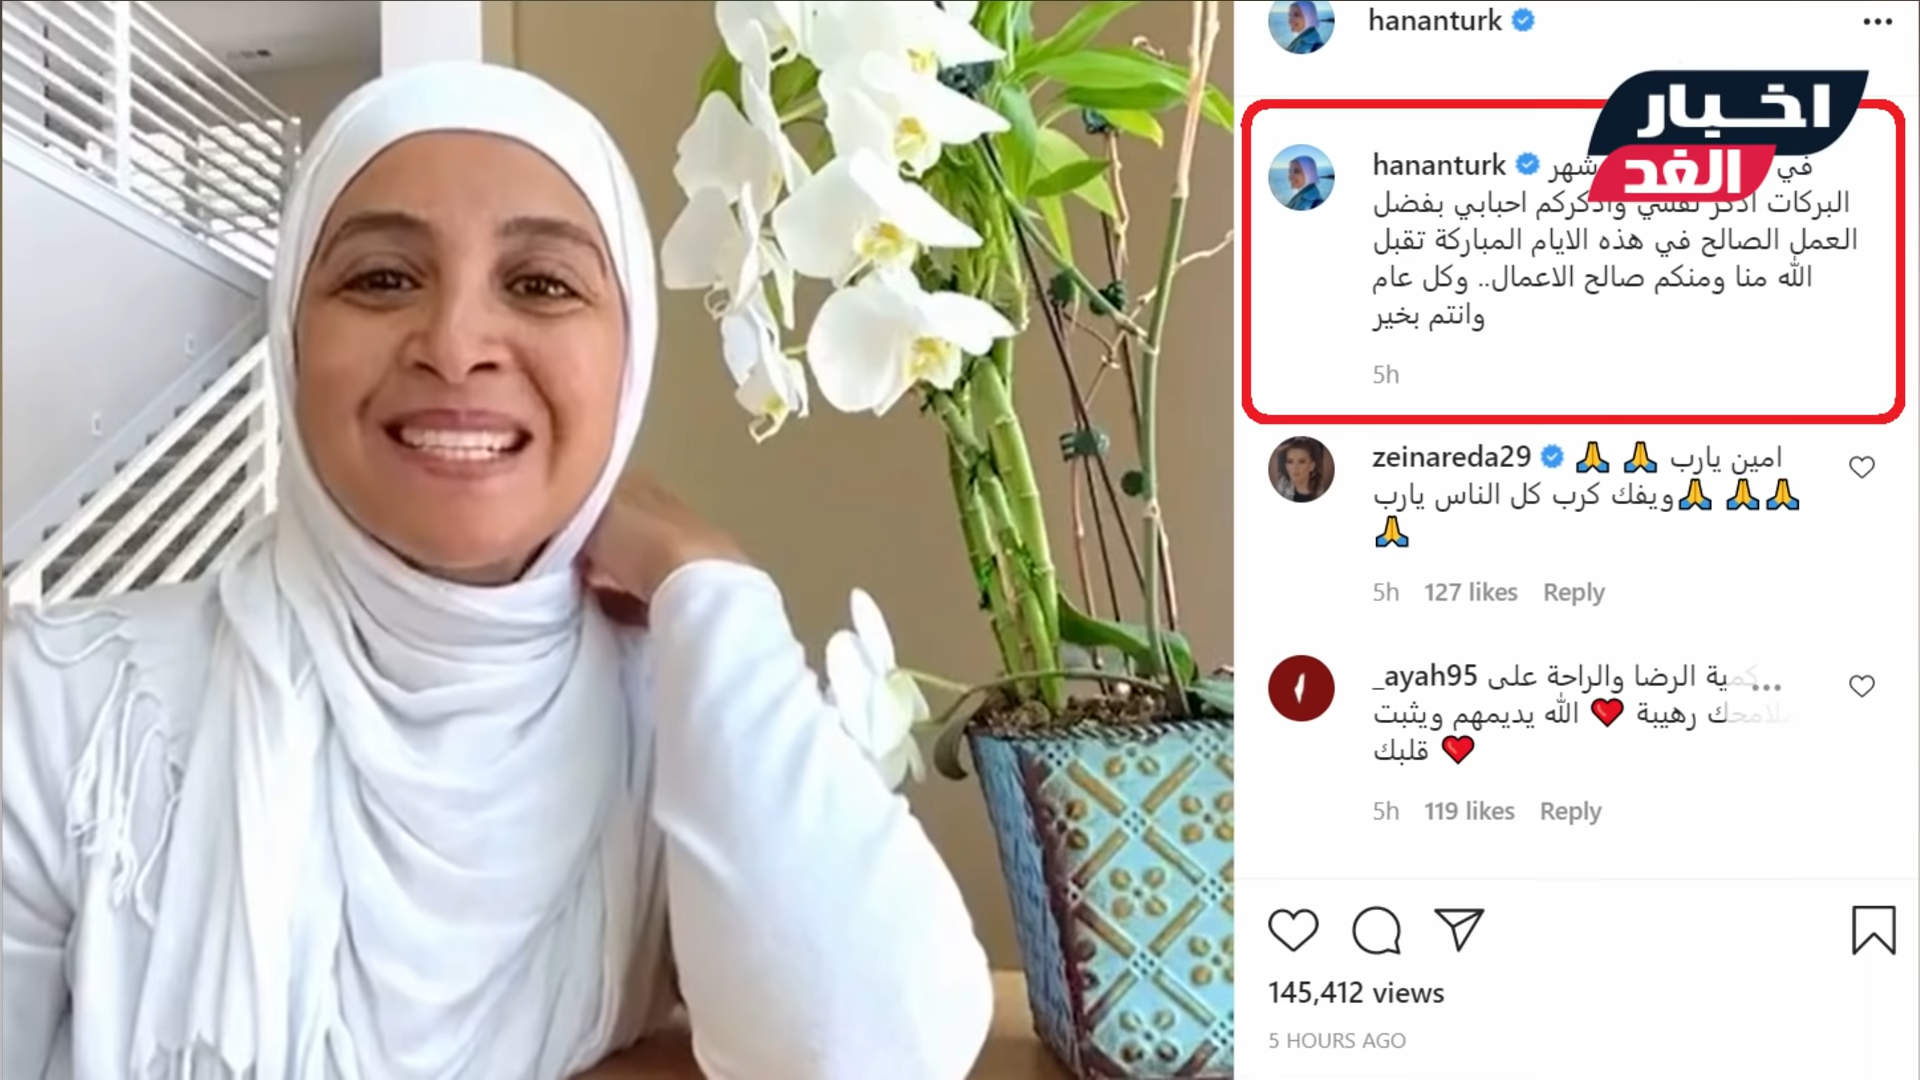 hananturk
اخبار
الغد
hananturk في شهر
البركات اذكر نفسي واذكركم احبابي بفضل
العمل الصالح في هذه الايام المباركة تقبل
الله منا ومنكم صالح الاعمال.. وكل عام
وانتم بخير
5h
zeinareda29 امين يارب 🙏 🙏
🙏 🙏 🙏ويفك كرب كل الناس يارب
🙏
5h 127 likes Reply
_ayah95 كمية الرضا والراحة على
ملامحك رهيبة ❤️ الله يديمهم ويثبت
قلبك ❤️
5h 119 likes Reply
145,412 views
5 HOURS AGO